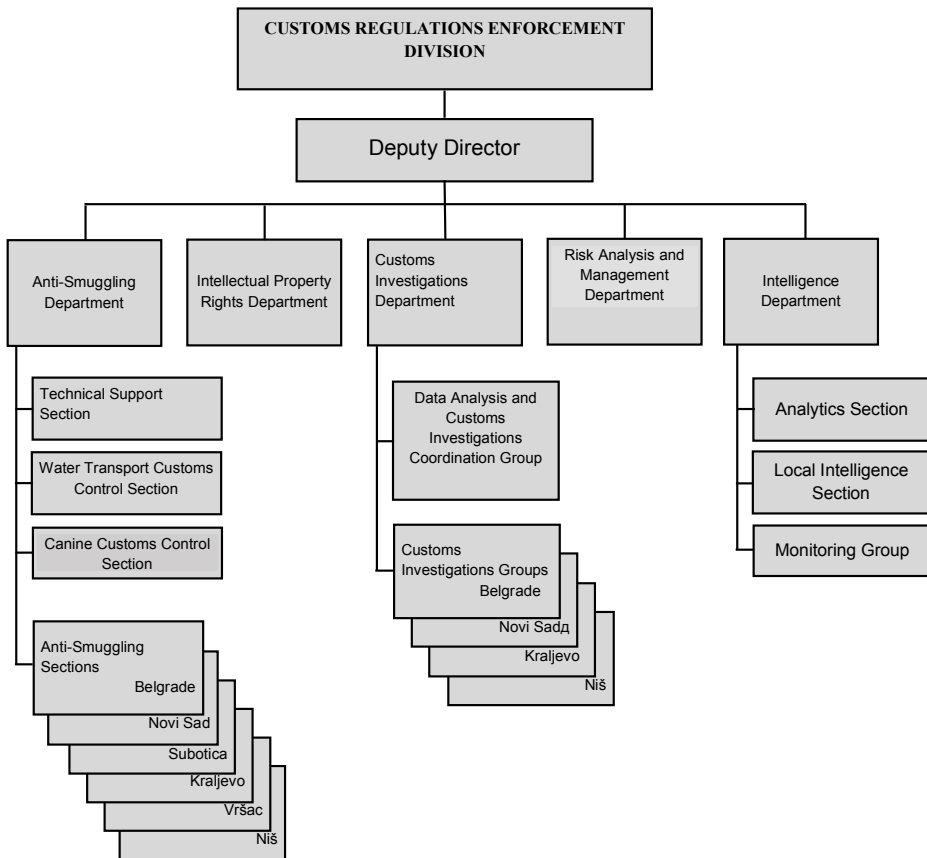 CUSTOMS REGULATIONS ENFORCEMENT
DIVISION
Deputy Director
Anti-Smuggling
Department
Intellectual Property
Rights Department
Customs
Investigations
Department
Risk Analysis and
Management
Department
Intelligence
Department
Technical Support
Section
Water Transport Customs
Control Section
Canine Customs Control
Section
Anti-Smuggling
Sections
Belgrade
Novi Sad
Subotica
Kraljevo
Vršac
Niš
Data Analysis and
Customs
Investigations
Coordination Group
Customs
Investigations Groups
Belgrade
Novi Sadд
Kraljevo
Niš
Analytics Section
Local Intelligence
Section
Monitoring Group